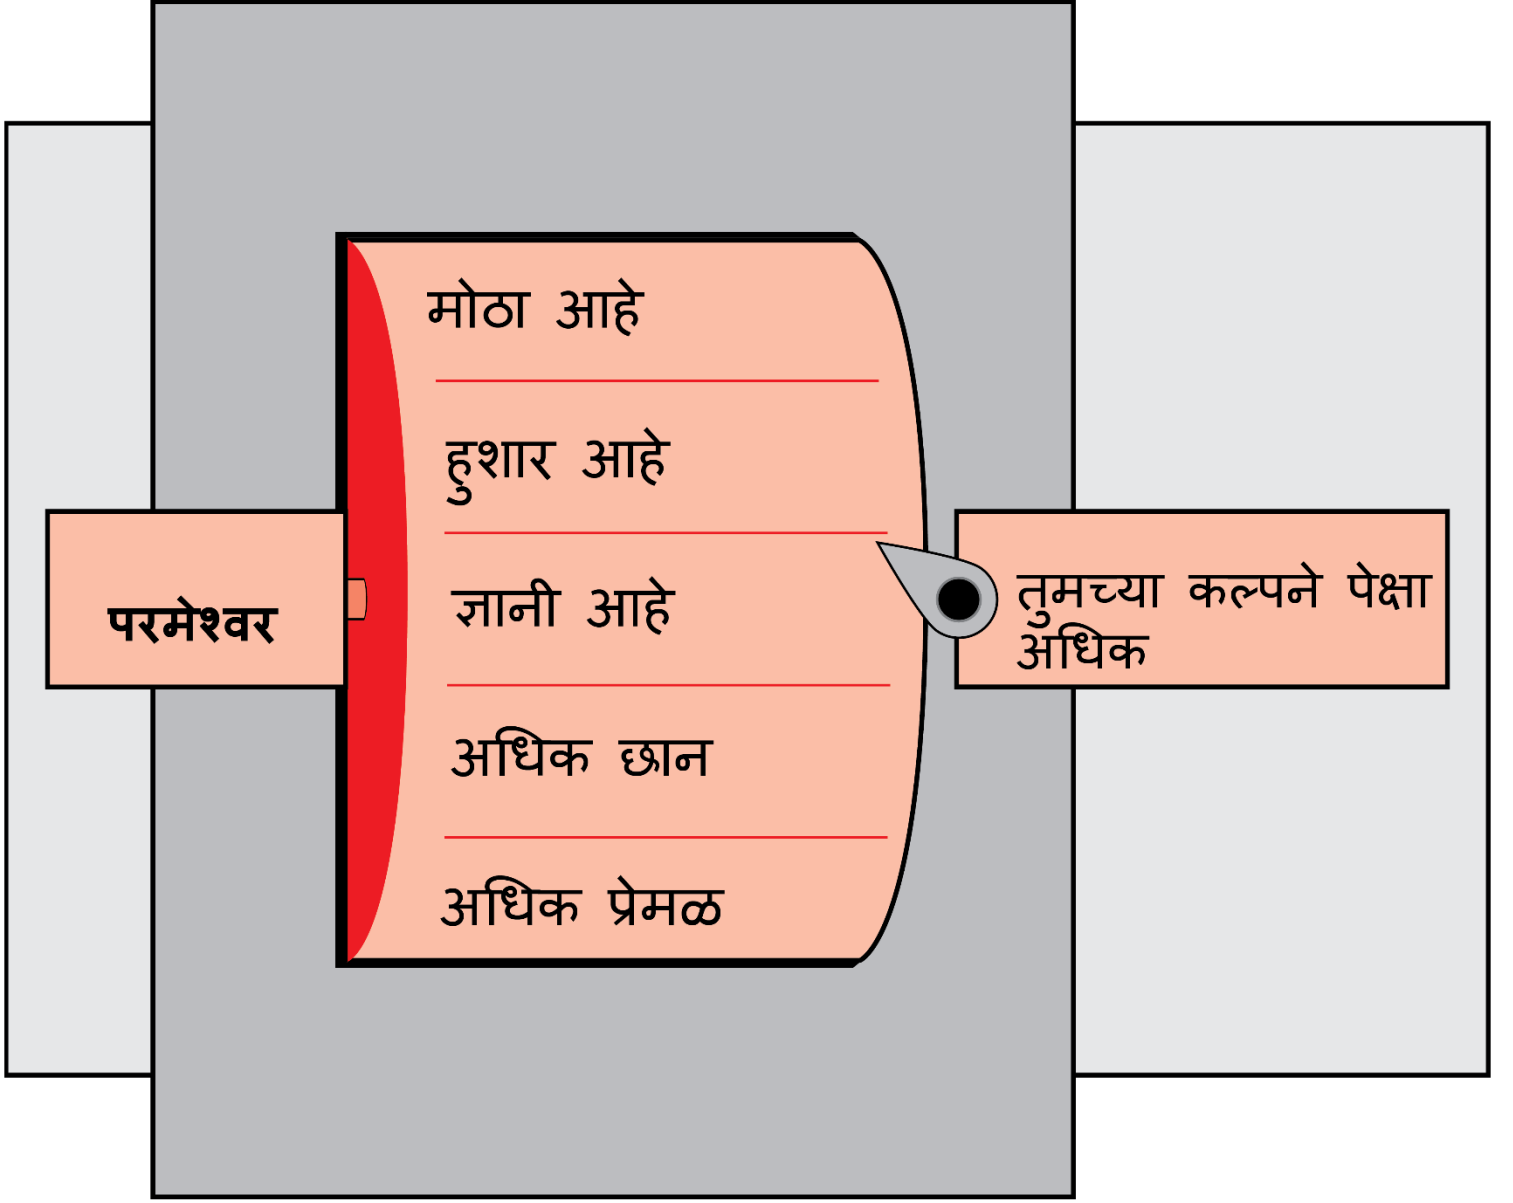 मोठा आहे
हुशार आहे
परमेश्वर
ज्ञानी आहे
तुमच्या कल्पने पेक्षा
अधिक
अधिक छान
अधिक प्रेमळ